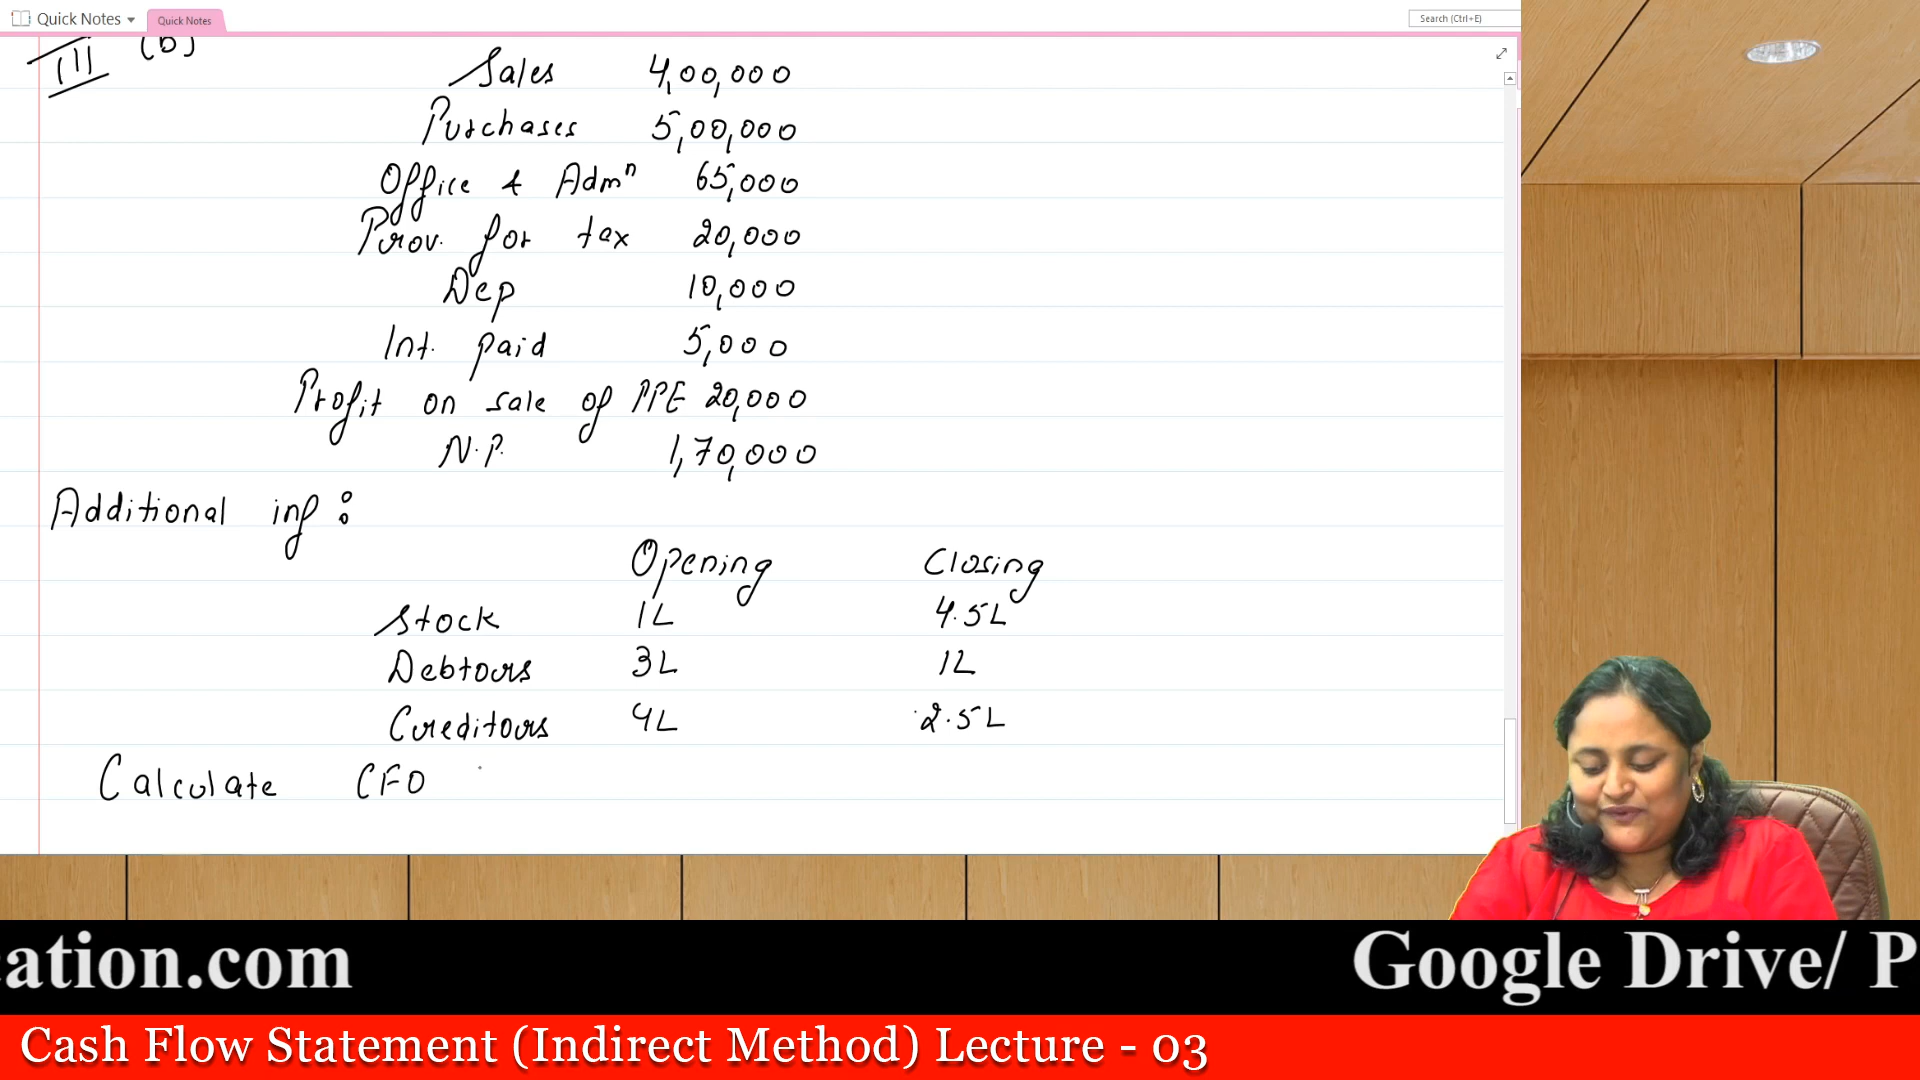 Quick Notes
Quick Notes
Search (Ctrl+E)
III (b)
Sales 4,00,000
Purchases 5,00,000
Office & Admⁿ 65,000
Prov. for tax 20,000
Dep 10,000
Int. paid 5,000
Profit on sale of PPE 20,000
N.P. 1,70,000
Additional inf :
Opening Closing
Stock 1L 4.5L
Debtors 3L 1L
Creditors 4L 2.5L
Calculate CFO
cation.com Google Drive/ P
Cash Flow Statement (Indirect Method) Lecture - 03